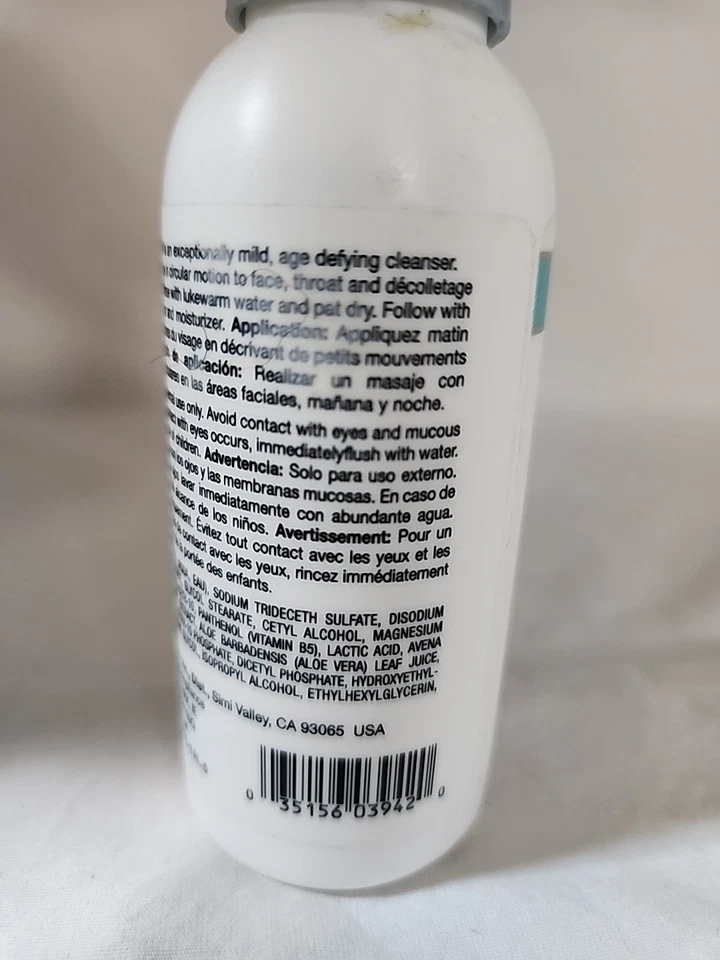 an exceptionally mild, age defying cleanser.
circular motion to face, throat and décolletage
with lukewarm water and pat dry. Follow with
moisturizer. Application: Appliquez matin
du visage en décrivant de petits mouvements
de aplicación: Realizar un masaje con
en las áreas faciales, mañana y noche.
use only. Avoid contact with eyes and mucous
with eyes occurs, immediatelyflush with water.
children. Advertencia: Solo para uso externo.
los ojos y las membranas mucosas. En caso de
lavar inmediatamente con abundante agua.
de los niños. Avertissement: Pour un
Évitez tout contact avec les yeux et les
contact avec les yeux, rincez immédiatement
portée des enfants.
EAU), SODIUM TRIDECETH SULFATE, DISODIUM
STEARATE, CETYL ALCOHOL, MAGNESIUM
PANTHENOL (VITAMIN B5), LACTIC ACID, AVENA
ALOE BARBADENSIS (ALOE VERA) LEAF JUICE,
PHOSPHATE, DICETYL PHOSPHATE, HYDROXYETHYL-
ISOPROPYL ALCOHOL, ETHYLHEXYLGLYCERIN,
Dist., Simi Valley, CA 93065 USA
0 35156 03942 0